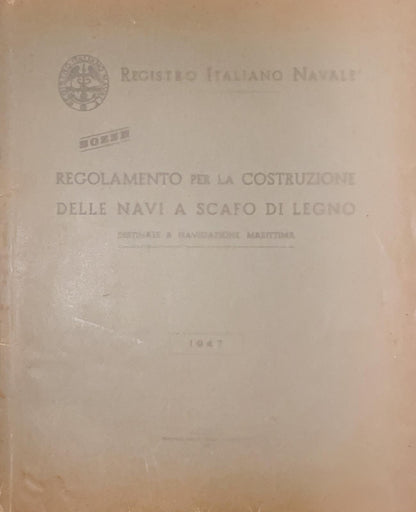 REGISTRO ITALIANO NAVALE
BOZZE
REGOLAMENTO PER LA COSTRUZIONE
DELLE NAVI A SCAFO DI LEGNO
DESTINATE A NAVIGAZIONE MARITTIMA
1947